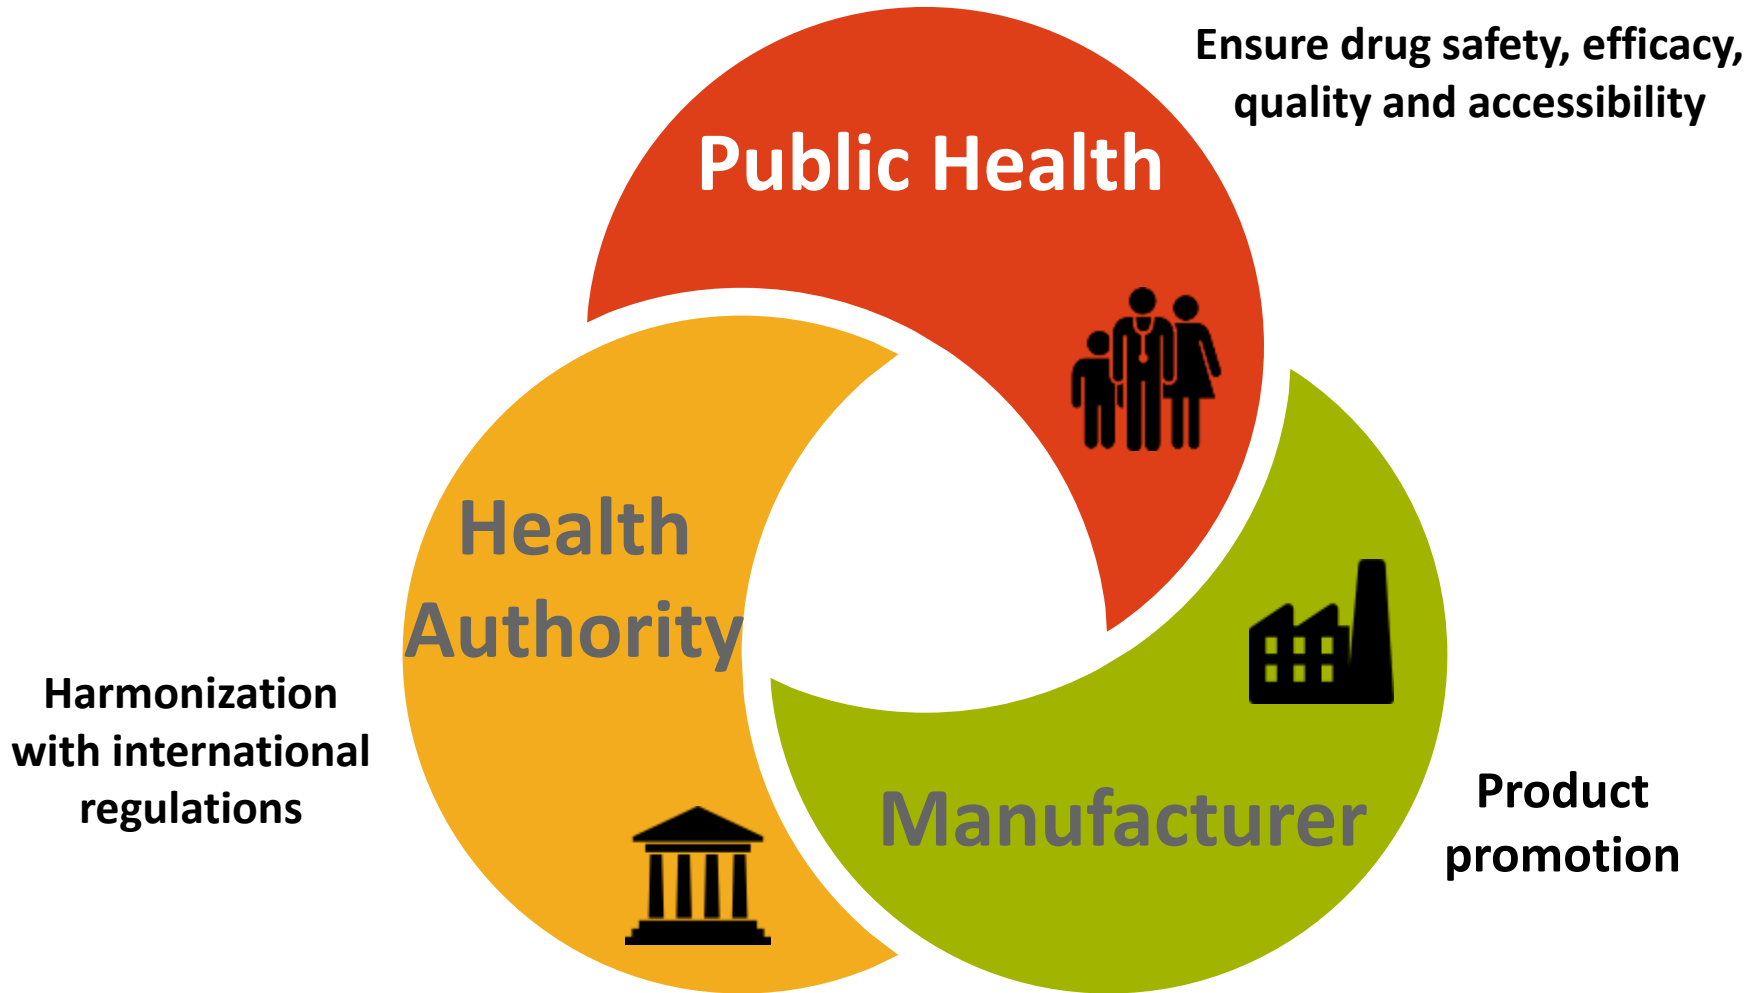 Ensure drug safety, efficacy,
quality and accessibility
Public Health
Health
Authority
Harmonization
with international
regulations
Manufacturer
Product
promotion